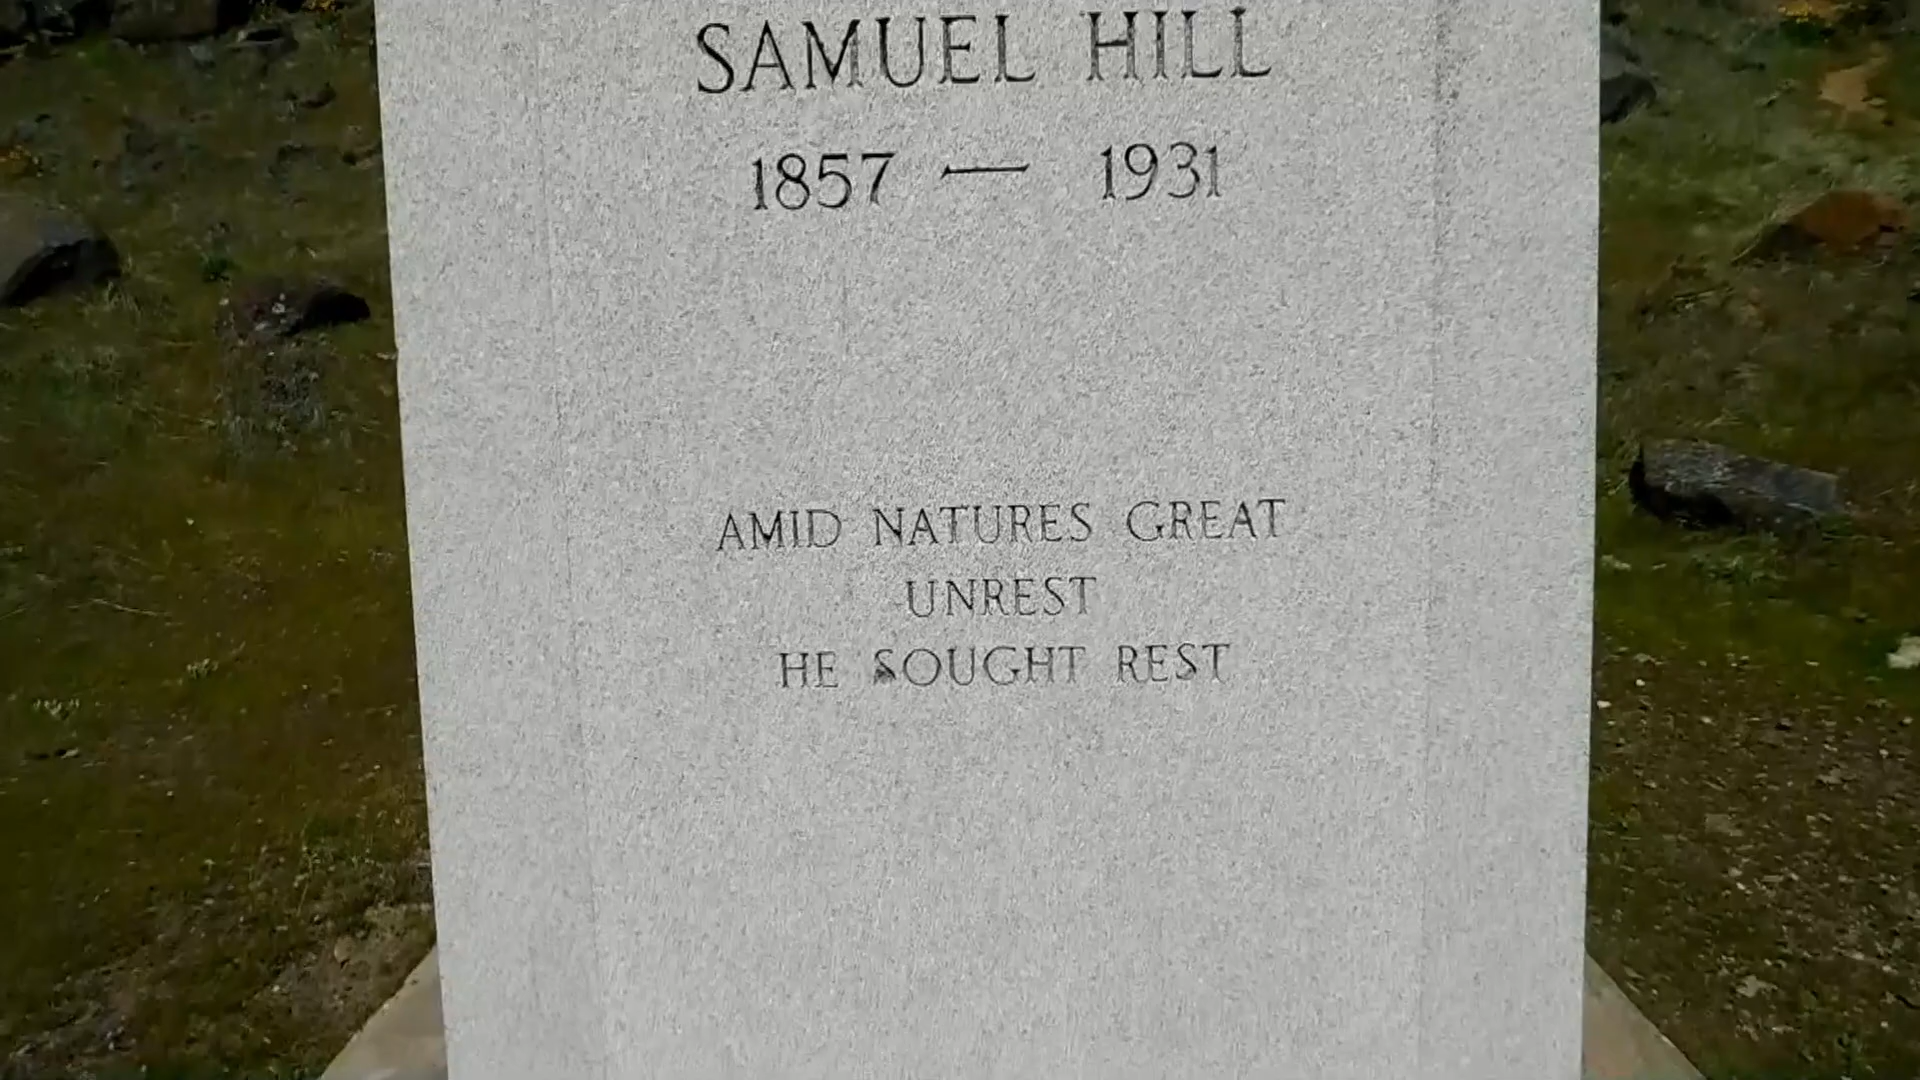 SAMUEL HILL
1857 — 1931
AMID NATURES GREAT
UNREST
HE SOUGHT REST